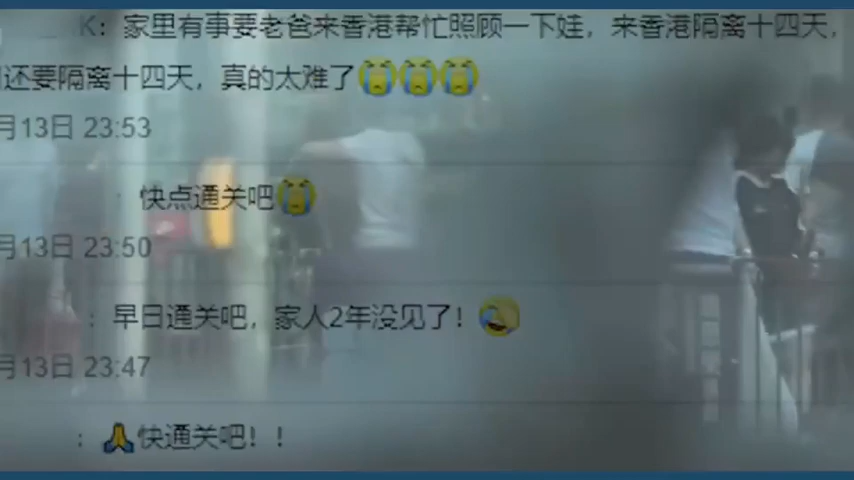 K：家里有事要老爸来香港帮忙照顾一下娃，来香港隔离十四天，
还要隔离十四天，真的太难了😭😭😭
月13日 23:53
快点通关吧😭
月13日 23:50
：早日通关吧，家人2年没见了！🤣
月13日 23:47
：🙏快通关吧！！